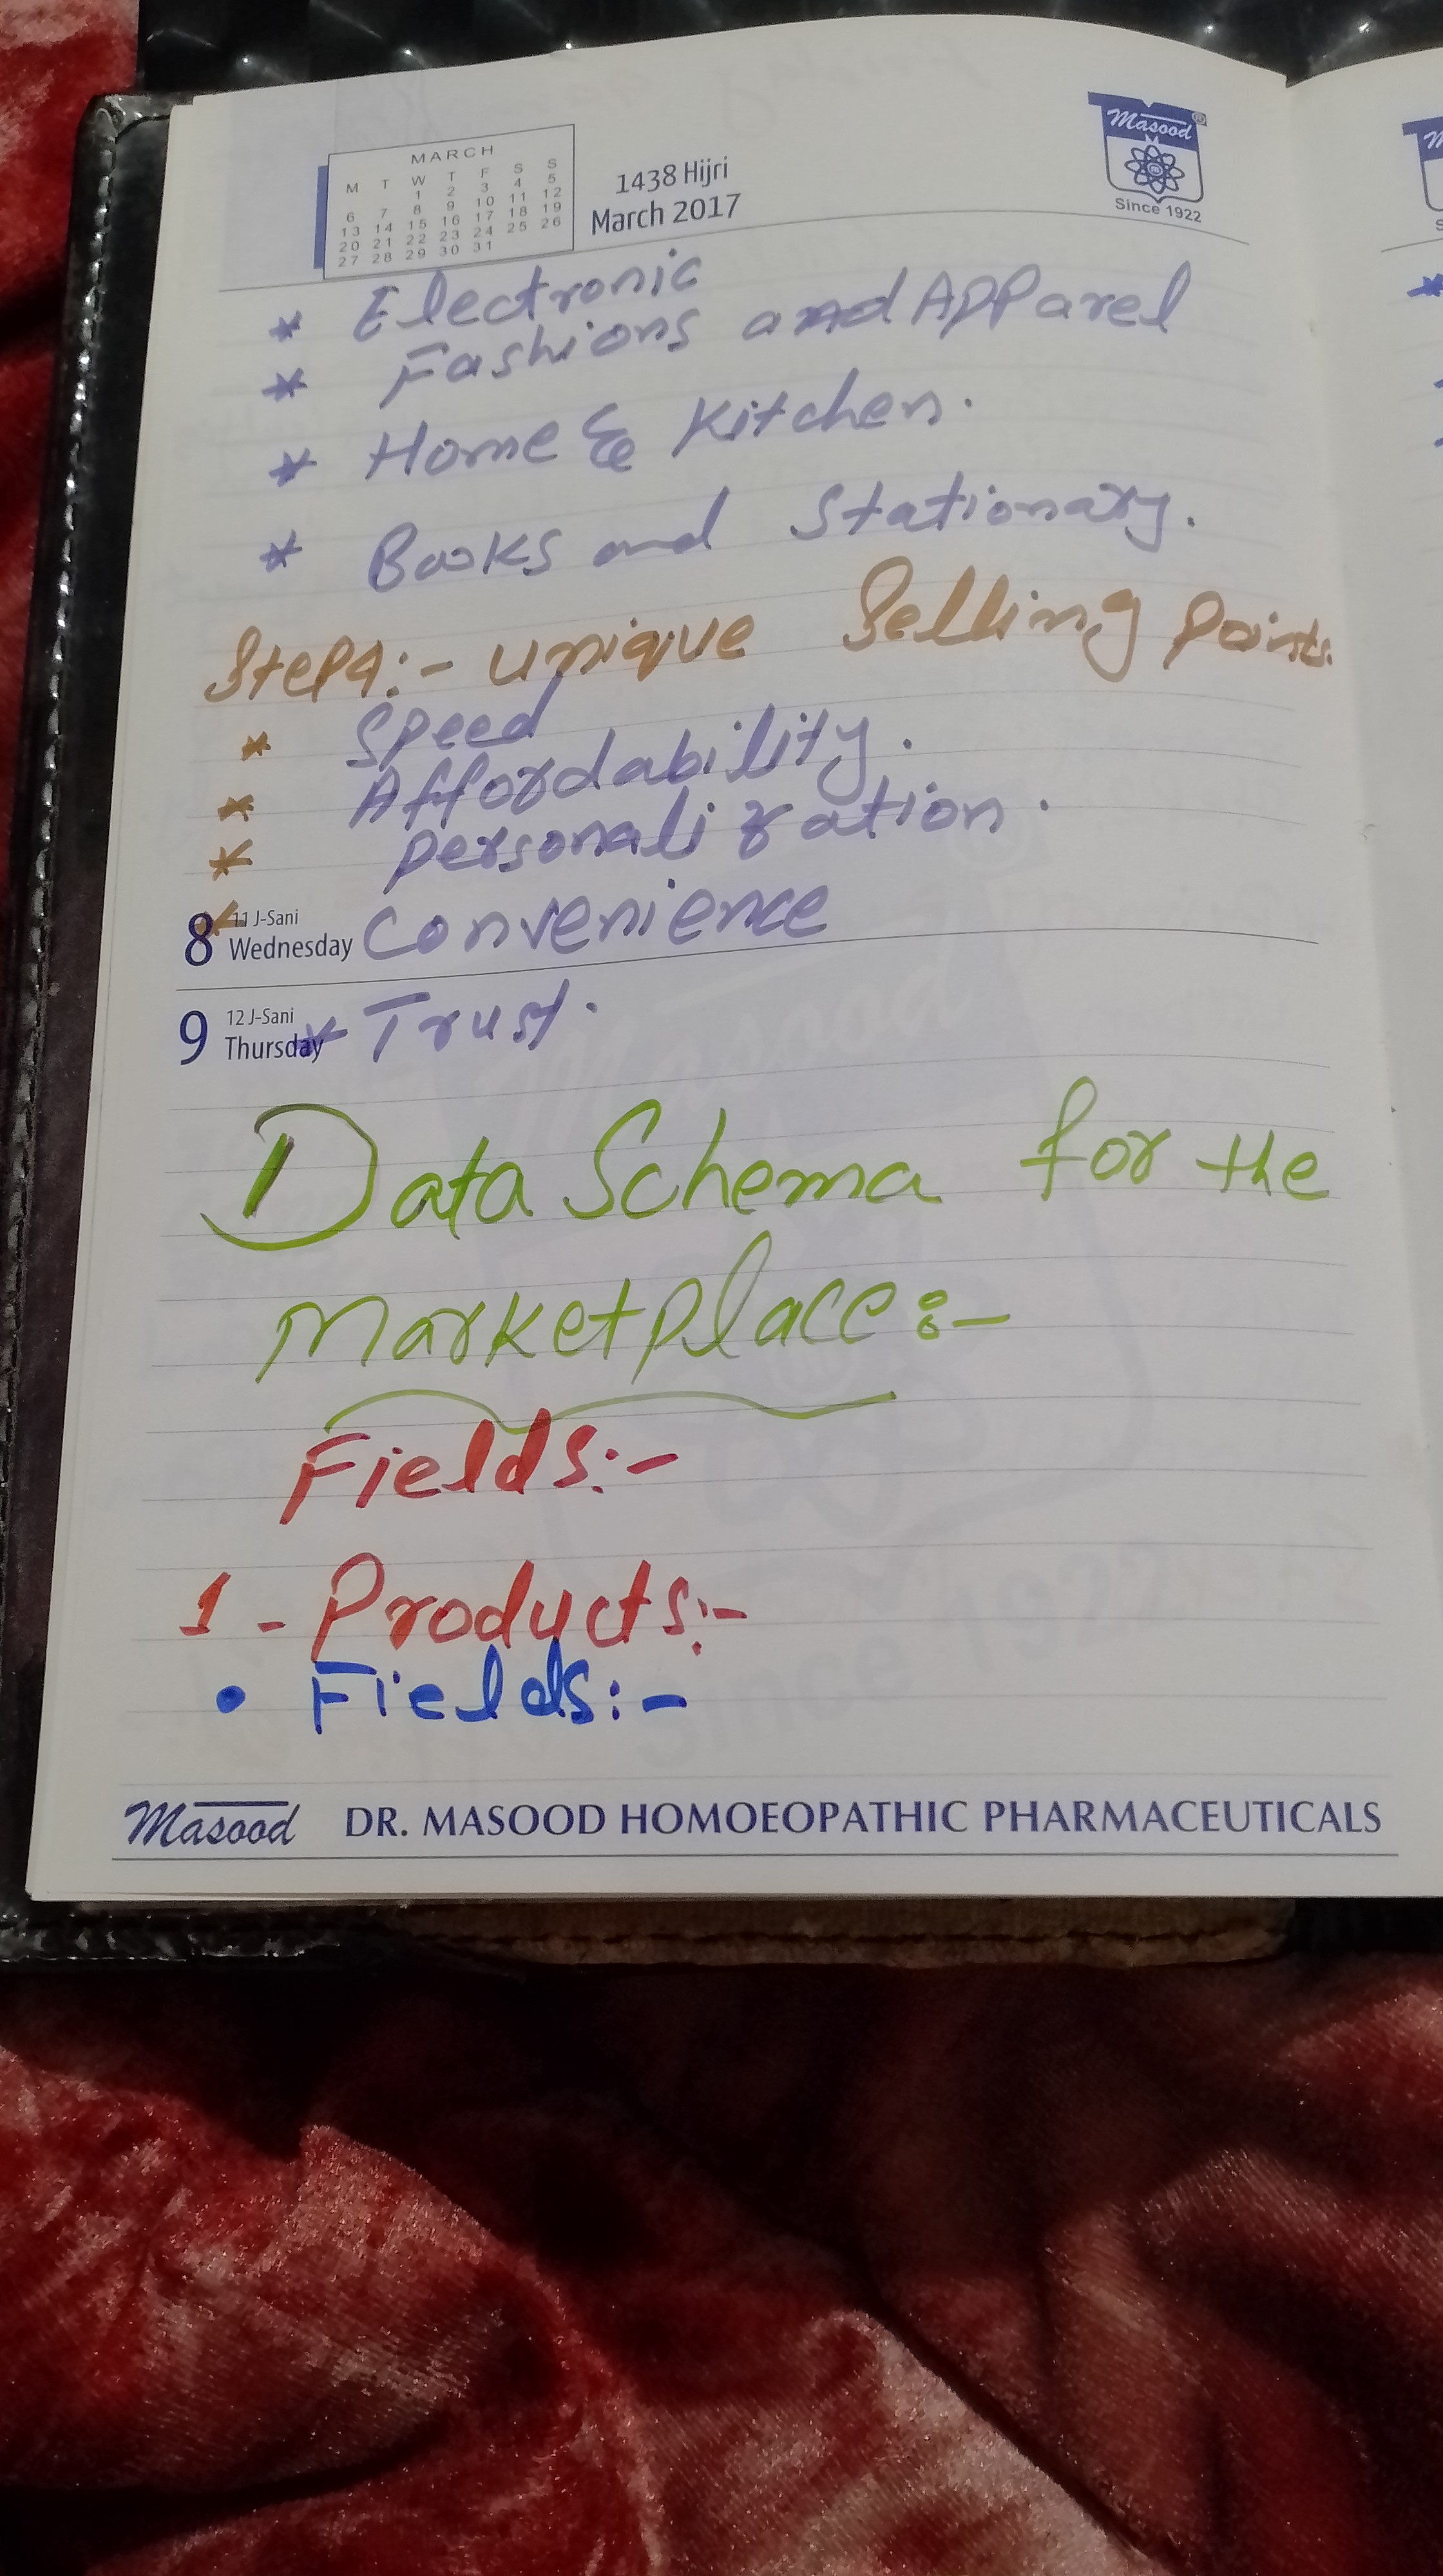 MARCH
M T W T F S S
1 2 3 4 5
6 7 8 9 10 11 12
13 14 15 16 17 18 19
20 21 22 23 24 25 26
27 28 29 30 31
1438 Hijri
March 2017
Masood
Since 1922
* Electronic
* Fashions and Apparel
* Home & Kitchen.
* Books and Stationary.
Step4:- unique Selling points.
* Speed
* Affordability.
* personalization.
8 11 J-Sani
Wednesday Convenience
9 12 J-Sani
Thursday * Trust.
Data Schema for the
Marketplace:-
Fields:-
1 - Products:-
• Fields:-
Masood DR. MASOOD HOMOEOPATHIC PHARMACEUTICALS